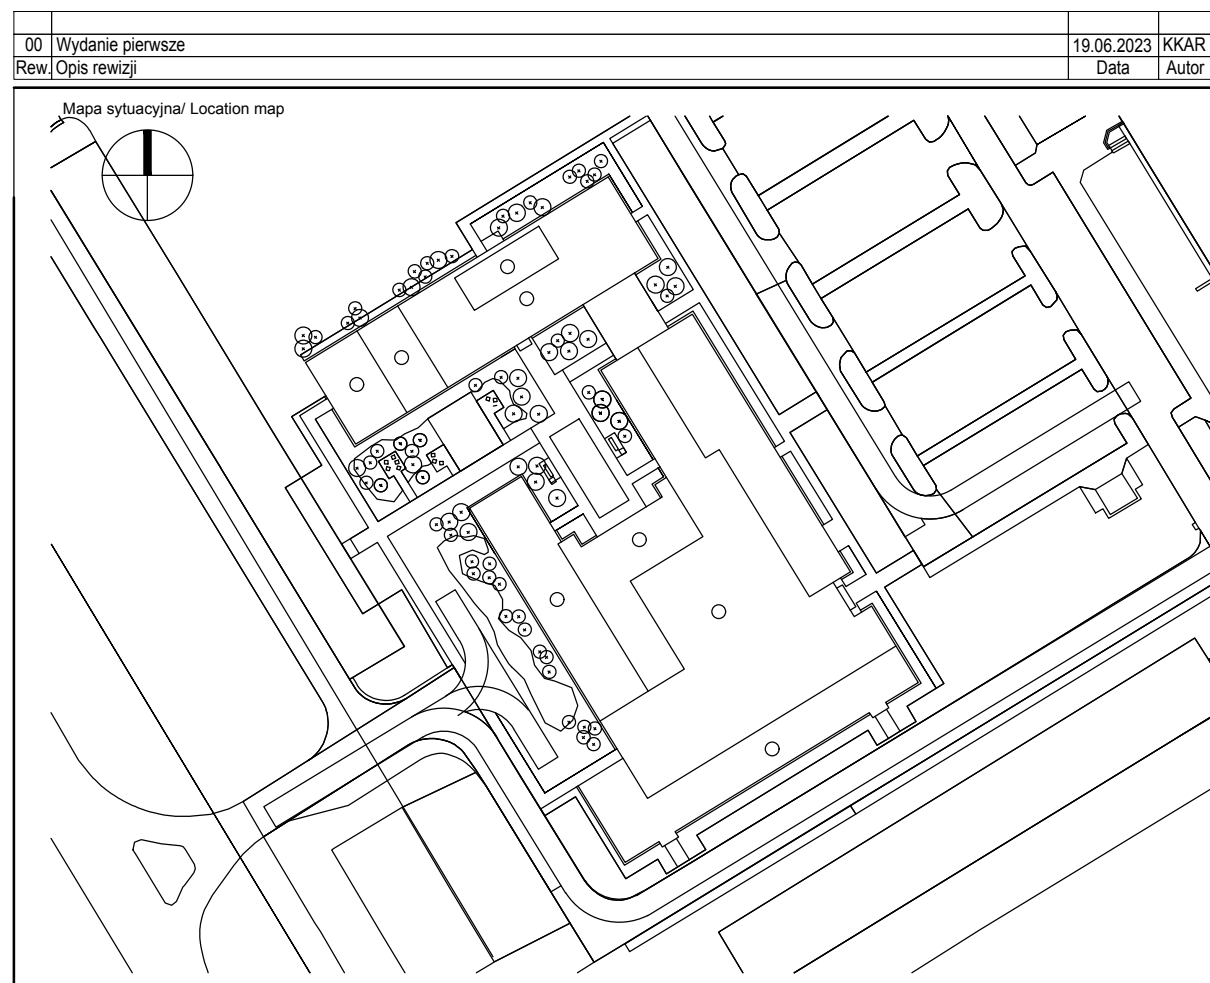 00 Wydanie pierwsze 19.06.2023 KKAR
Rew. Opis rewizji Data Autor
Mapa sytuacyjna/ Location map